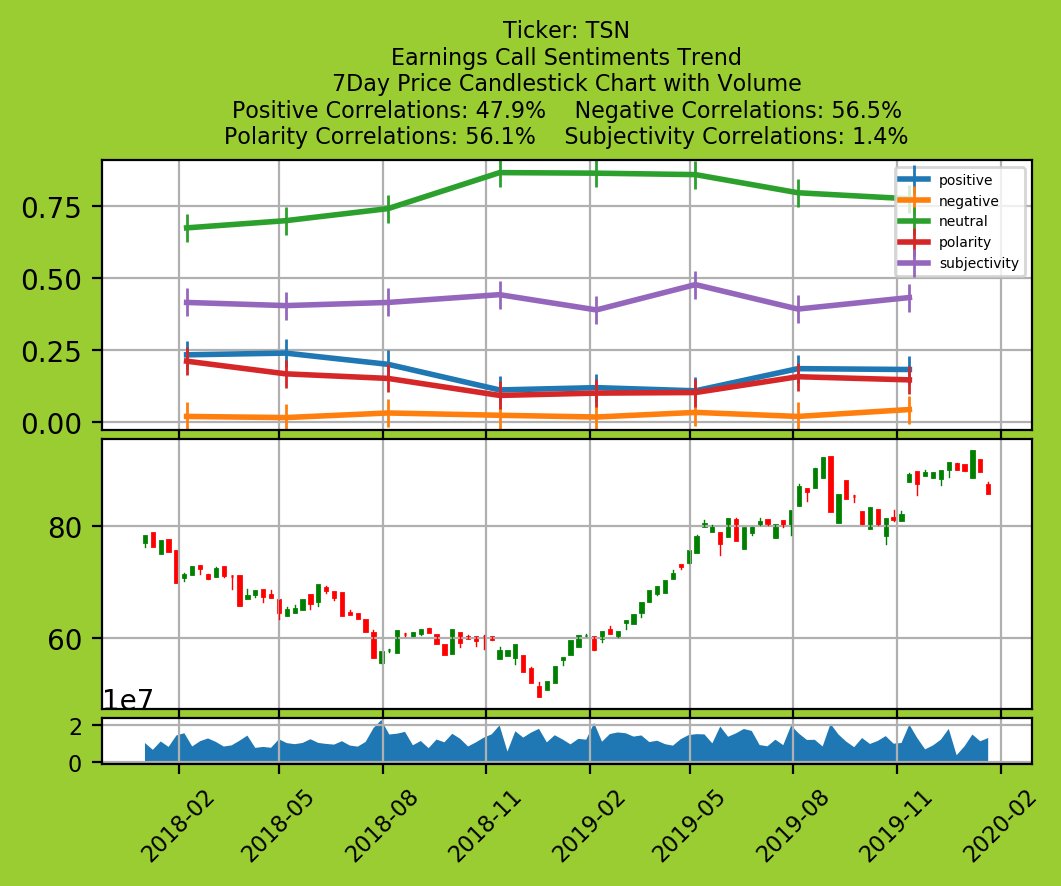 Ticker: TSN
Earnings Call Sentiments Trend
7Day Price Candlestick Chart with Volume
Positive Correlations: 47.9%    Negative Correlations: 56.5%
Polarity Correlations: 56.1%    Subjectivity Correlations: 1.4%
0.75
0.50
0.25
0.00
positive
negative
neutral
polarity
subjectivity
80
60
1e7
2
0
2018-02
2018-05
2018-08
2018-11
2019-02
2019-05
2019-08
2019-11
2020-02